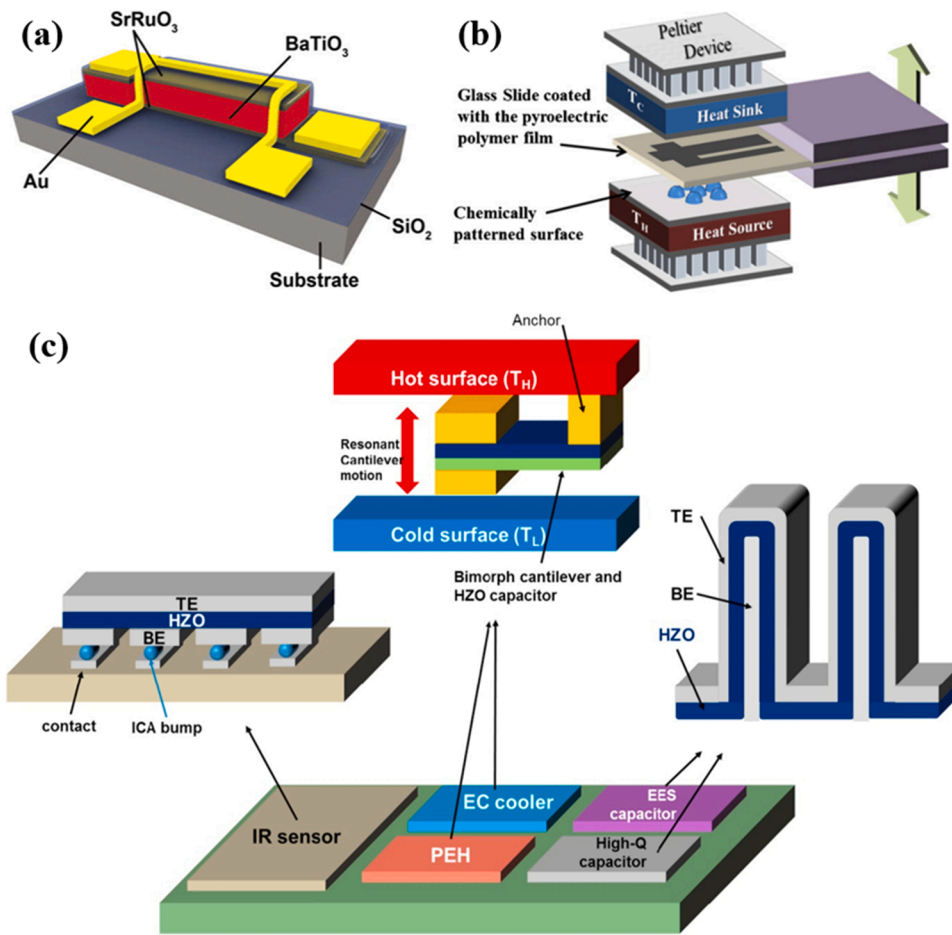 (a)
SrRuO3
BaTiO3
Au
SiO2
Substrate
(b)
Peltier
Device
TC
Heat Sink
Glass Slide coated
with the pyroelectric
polymer film
Chemically
patterned surface
TH
Heat Source
(c)
Anchor
Hot surface (TH)
Resonant
Cantilever
motion
Cold surface (TL)
Bimorph cantilever and
HZO capacitor
TE
HZO
BE
contact
ICA bump
TE
BE
HZO
IR sensor
EC cooler
PEH
EES
capacitor
High-Q
capacitor